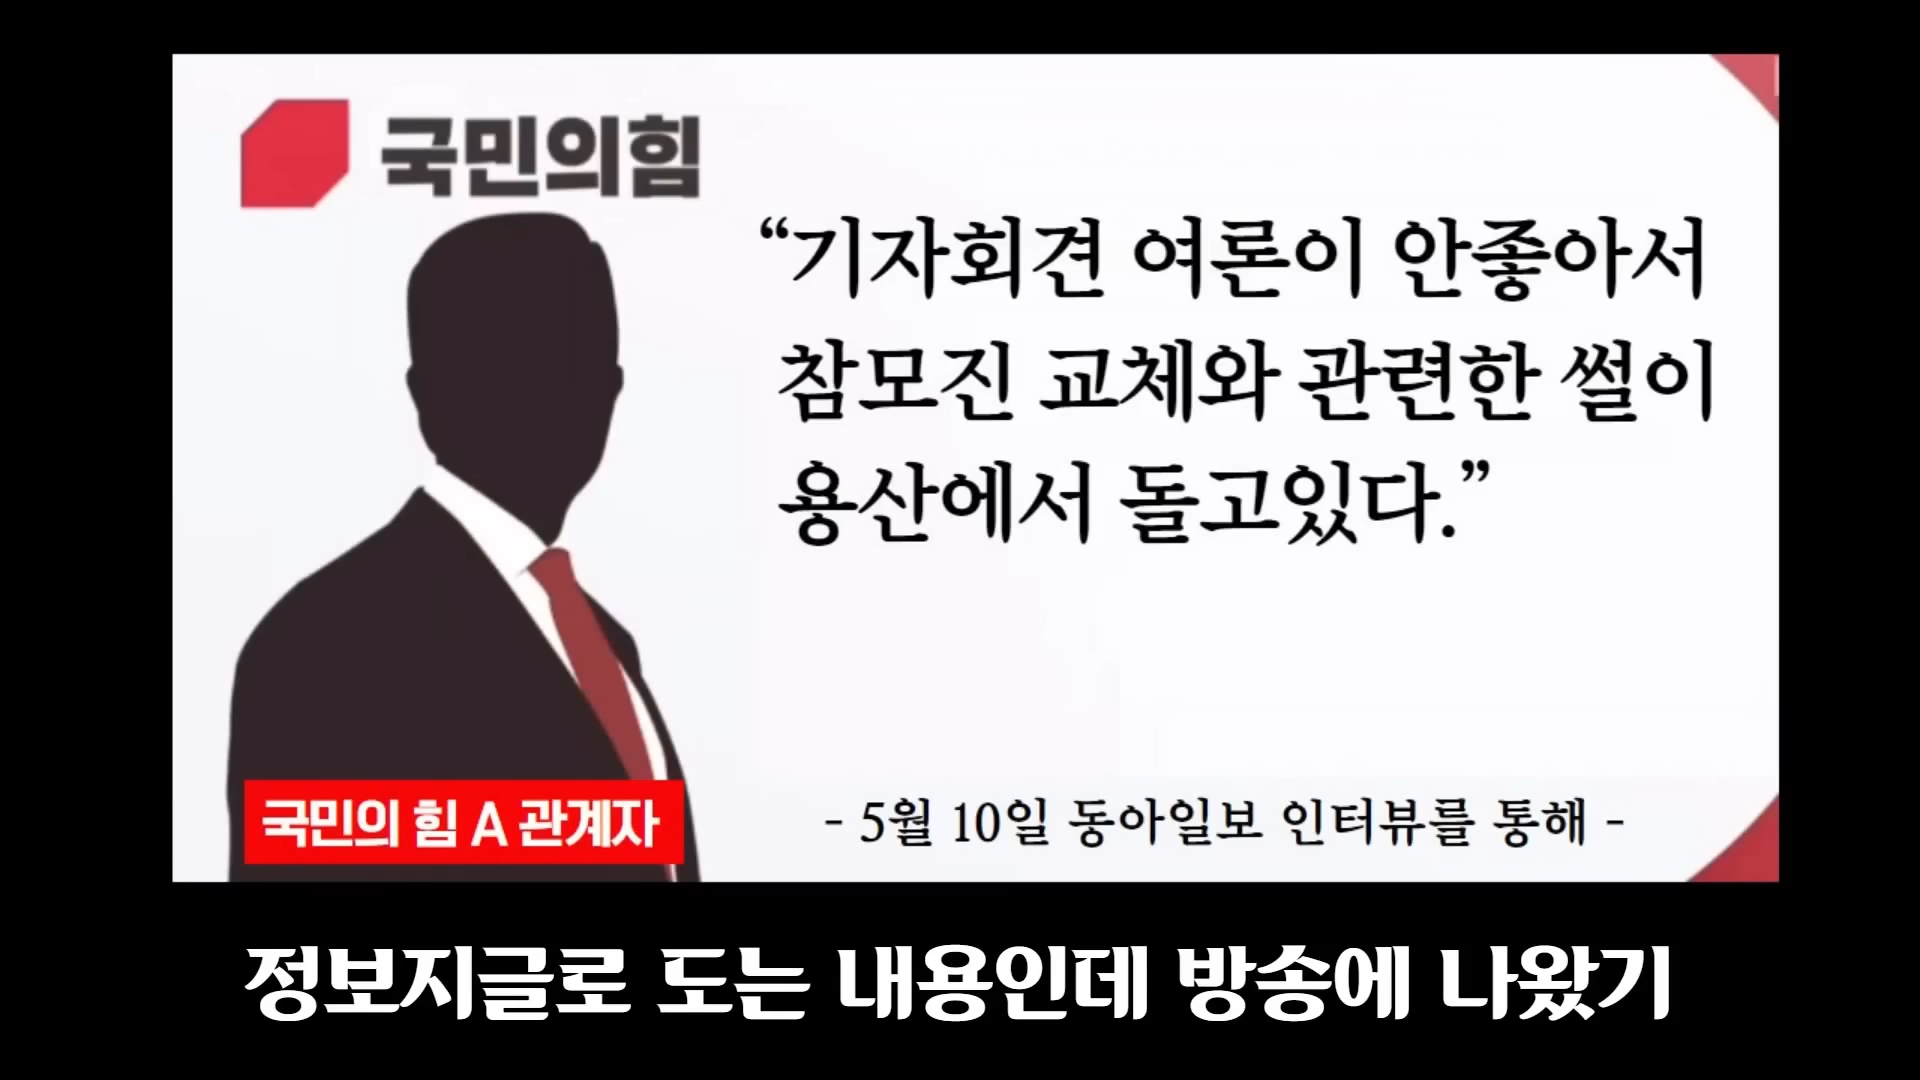 국민의힘
“기자회견 여론이 안좋아서
참모진 교체와 관련한 썰이
용산에서 돌고있다.”
국민의 힘 A 관계자
- 5월 10일 동아일보 인터뷰를 통해 -
정보지글로 도는 내용인데 방송에 나왔기